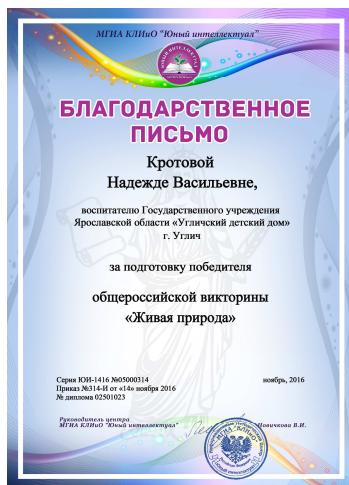 МГИА КЛИиО "Юный интеллектуал"
ЮНЫЙ ИНТЕЛЛЕКТУАЛ
БЛАГОДАРСТВЕННОЕ
ПИСЬМО
Кротовой
Надежде Васильевне,
воспитателю Государственного учреждения
Ярославской области «Угличский детский дом»
г. Углич
за подготовку победителя
общероссийской викторины
«Живая природа»
Серия ЮИ-1416 №05000314
ноябрь, 2016
Приказ №314-И от «14» ноября 2016
№ диплома 02501023
Руководитель центра
МГИА КЛИиО "Юный интеллектуал"
Новичкова В.И.